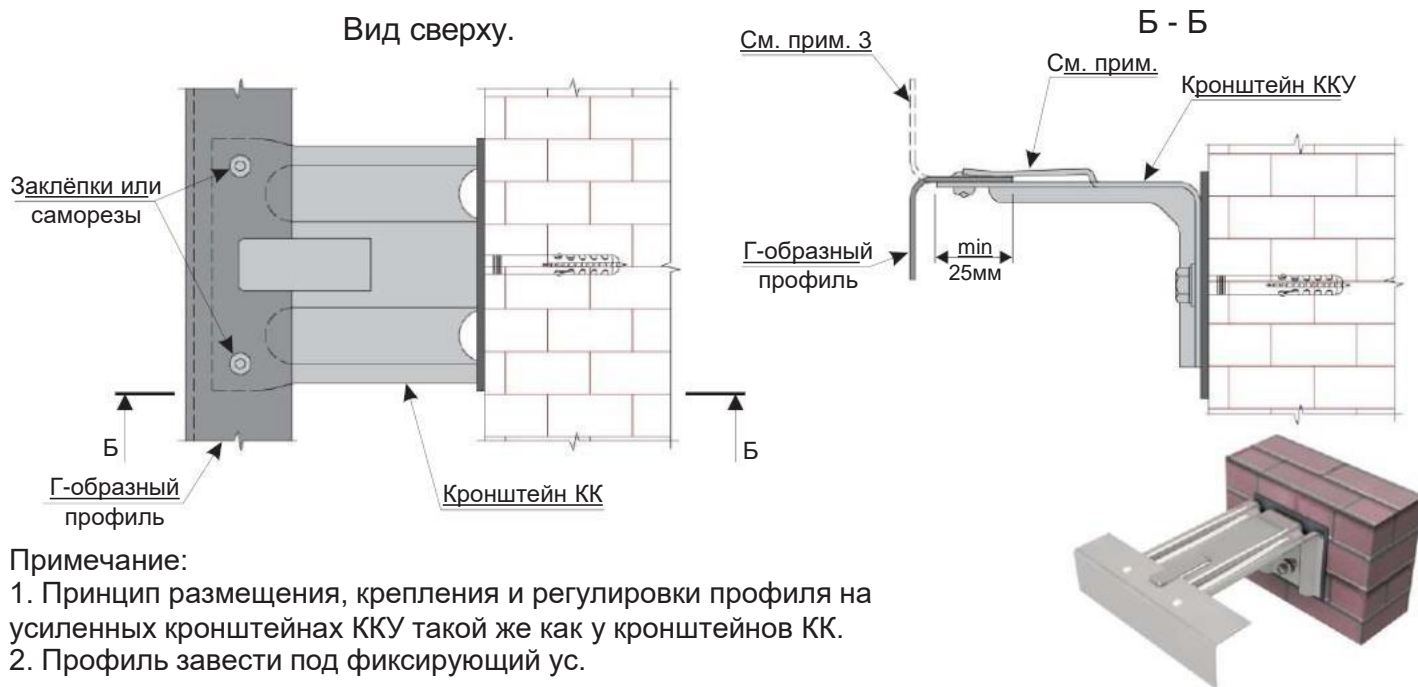 Вид сверху.
Заклёпки или
саморезы
Б
Б
Г-образный
профиль
Кронштейн КК
Б - Б
См. прим. 3
См. прим.
Кронштейн ККУ
Г-образный
профиль
min
25мм
Примечание:
1. Принцип размещения, крепления и регулировки профиля на
усиленных кронштейнах ККУ такой же как у кронштейнов КК.
2. Профиль завести под фиксирующий ус.